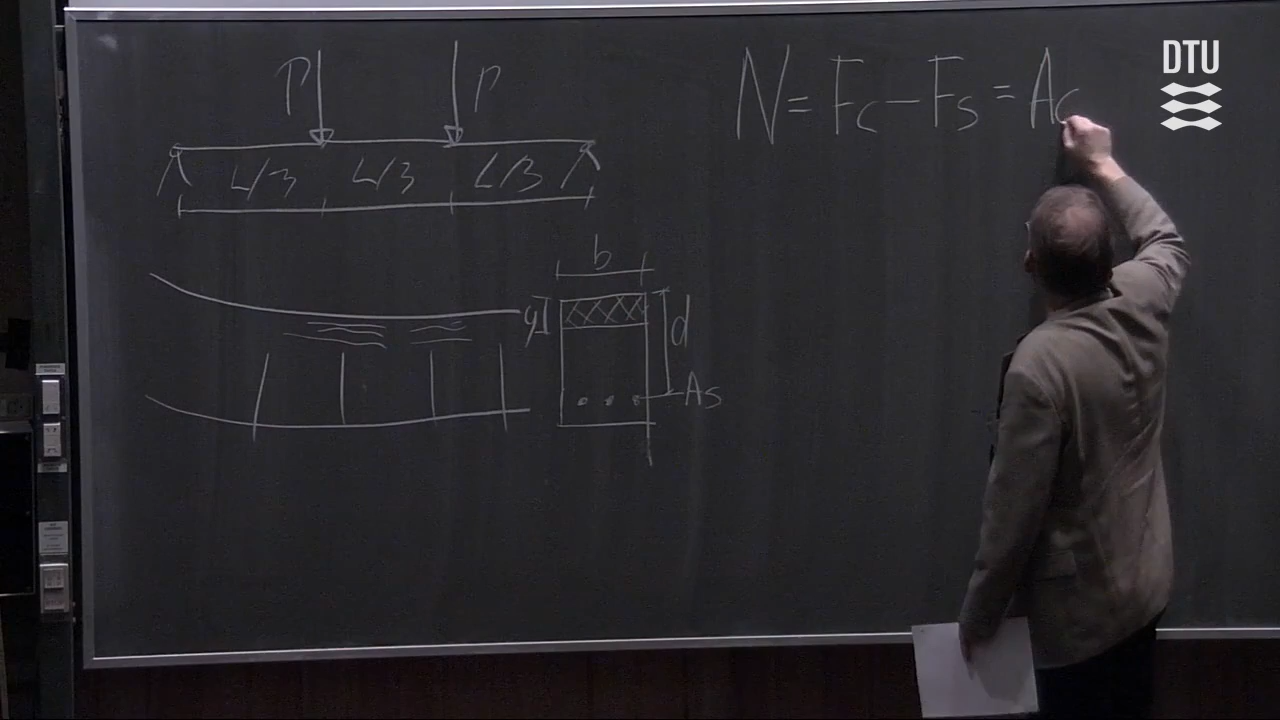 P P
L/3 L/3 L/3
b
y
d
As
N = Fc - Fs = Ac
DTU